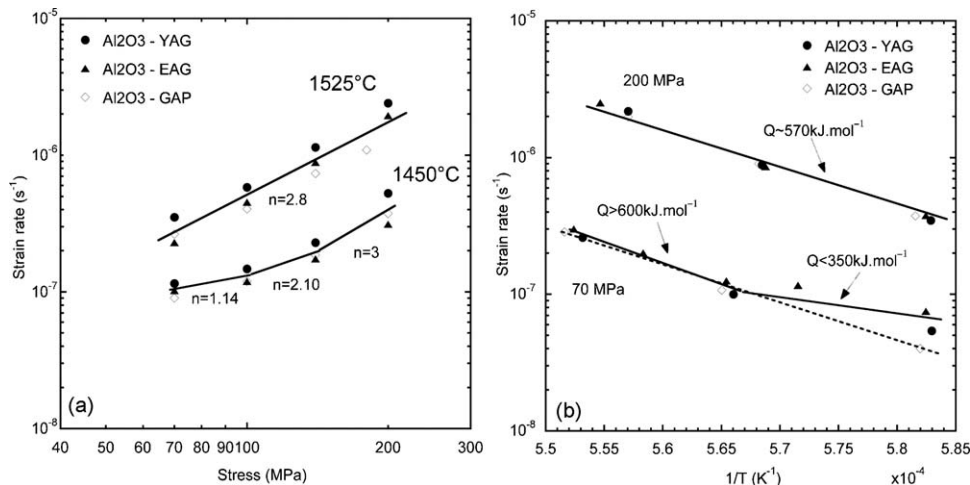 10⁻⁵
10⁻⁶
10⁻⁷
10⁻⁸
Strain rate (s⁻¹)
Al2O3 - YAG
Al2O3 - EAG
Al2O3 - GAP
1525°C
1450°C
n=2.8
n=3
n=2.10
n=1.14
(a)
40 50 60 70 80 90 100 200 300
Stress (MPa)
10⁻⁵
10⁻⁶
10⁻⁷
10⁻⁸
Strain rate (s⁻¹)
Al2O3 - YAG
Al2O3 - EAG
Al2O3 - GAP
200 MPa
Q~570kJ.mol⁻¹
Q>600kJ.mol⁻¹
Q<350kJ.mol⁻¹
70 MPa
(b)
5.5 5.55 5.6 5.65 5.7 5.75 5.8 5.85
1/T (K⁻¹) x10⁻⁴